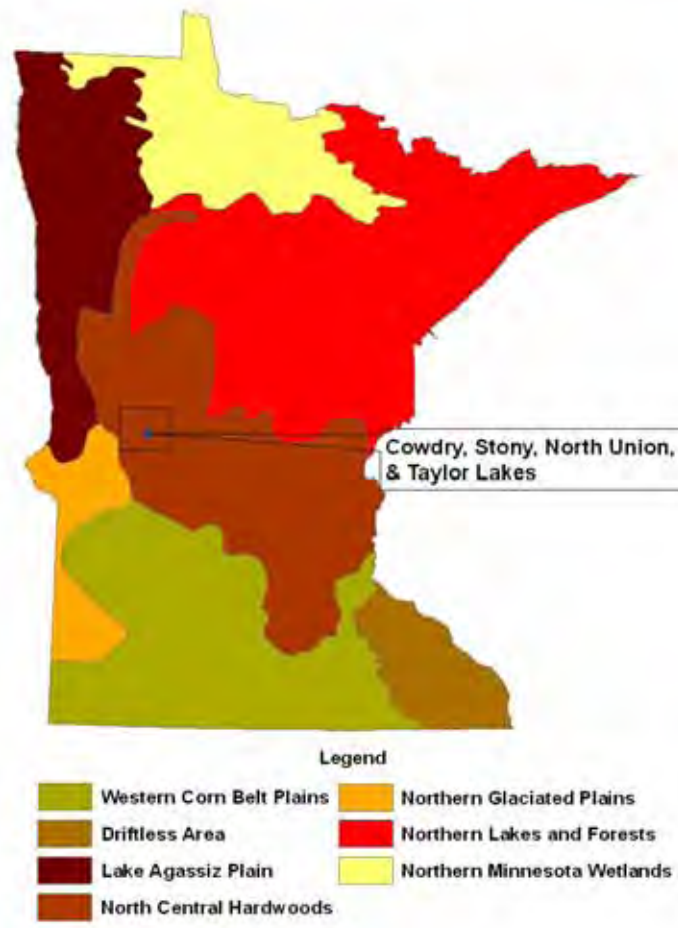 Cowdry, Stony, North Union,
& Taylor Lakes
Legend
Western Corn Belt Plains
Northern Glaciated Plains
Driftless Area
Northern Lakes and Forests
Lake Agassiz Plain
Northern Minnesota Wetlands
North Central Hardwoods